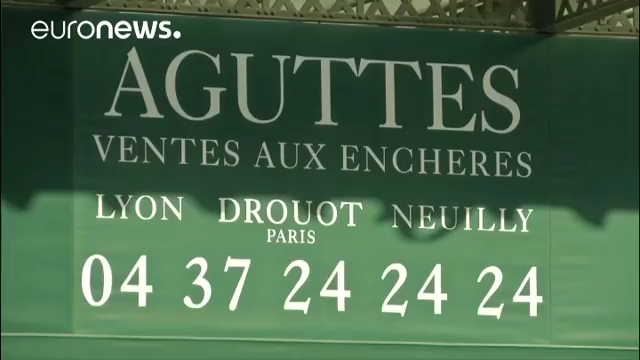 euronews.
AGUTTES
VENTES AUX ENCHERES
LYON DROUOT NEUILLY
PARIS
04 37 24 24 24